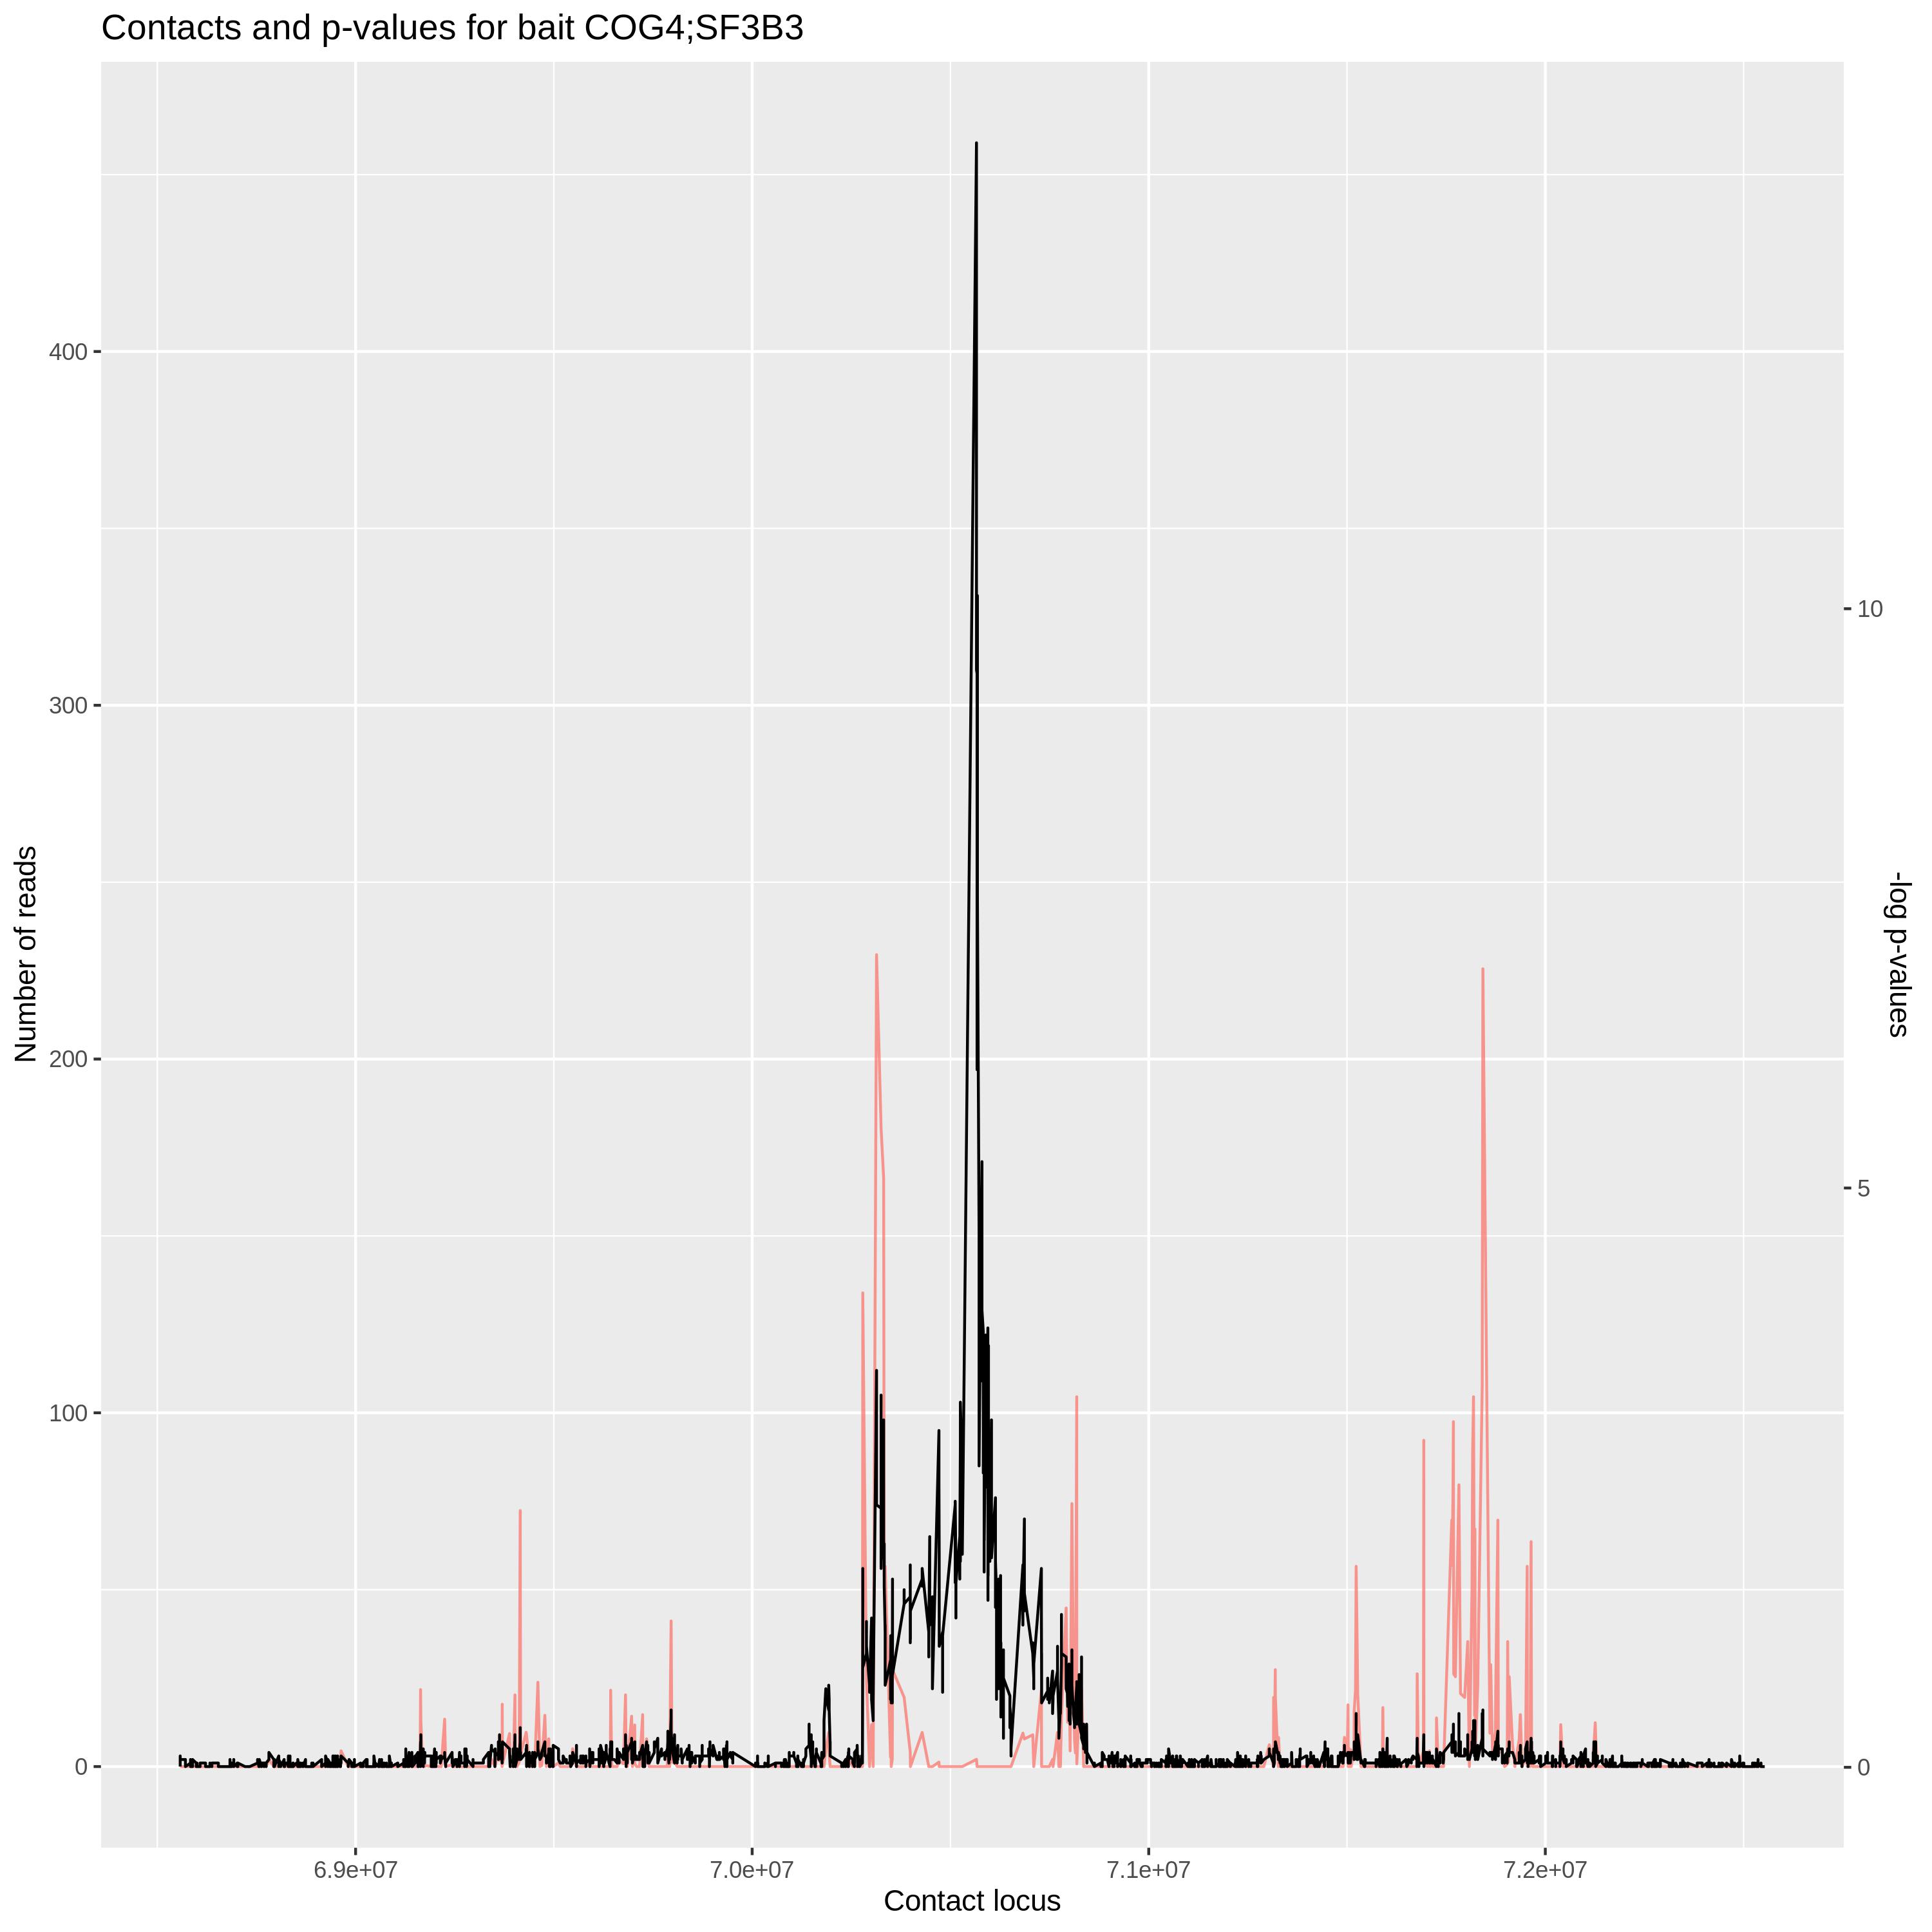 Contacts and p-values for bait COG4;SF3B3
Number of reads
400
300
200
100
0
10
5
0
-log p-values
6.9e+07 7.0e+07 7.1e+07 7.2e+07
Contact locus